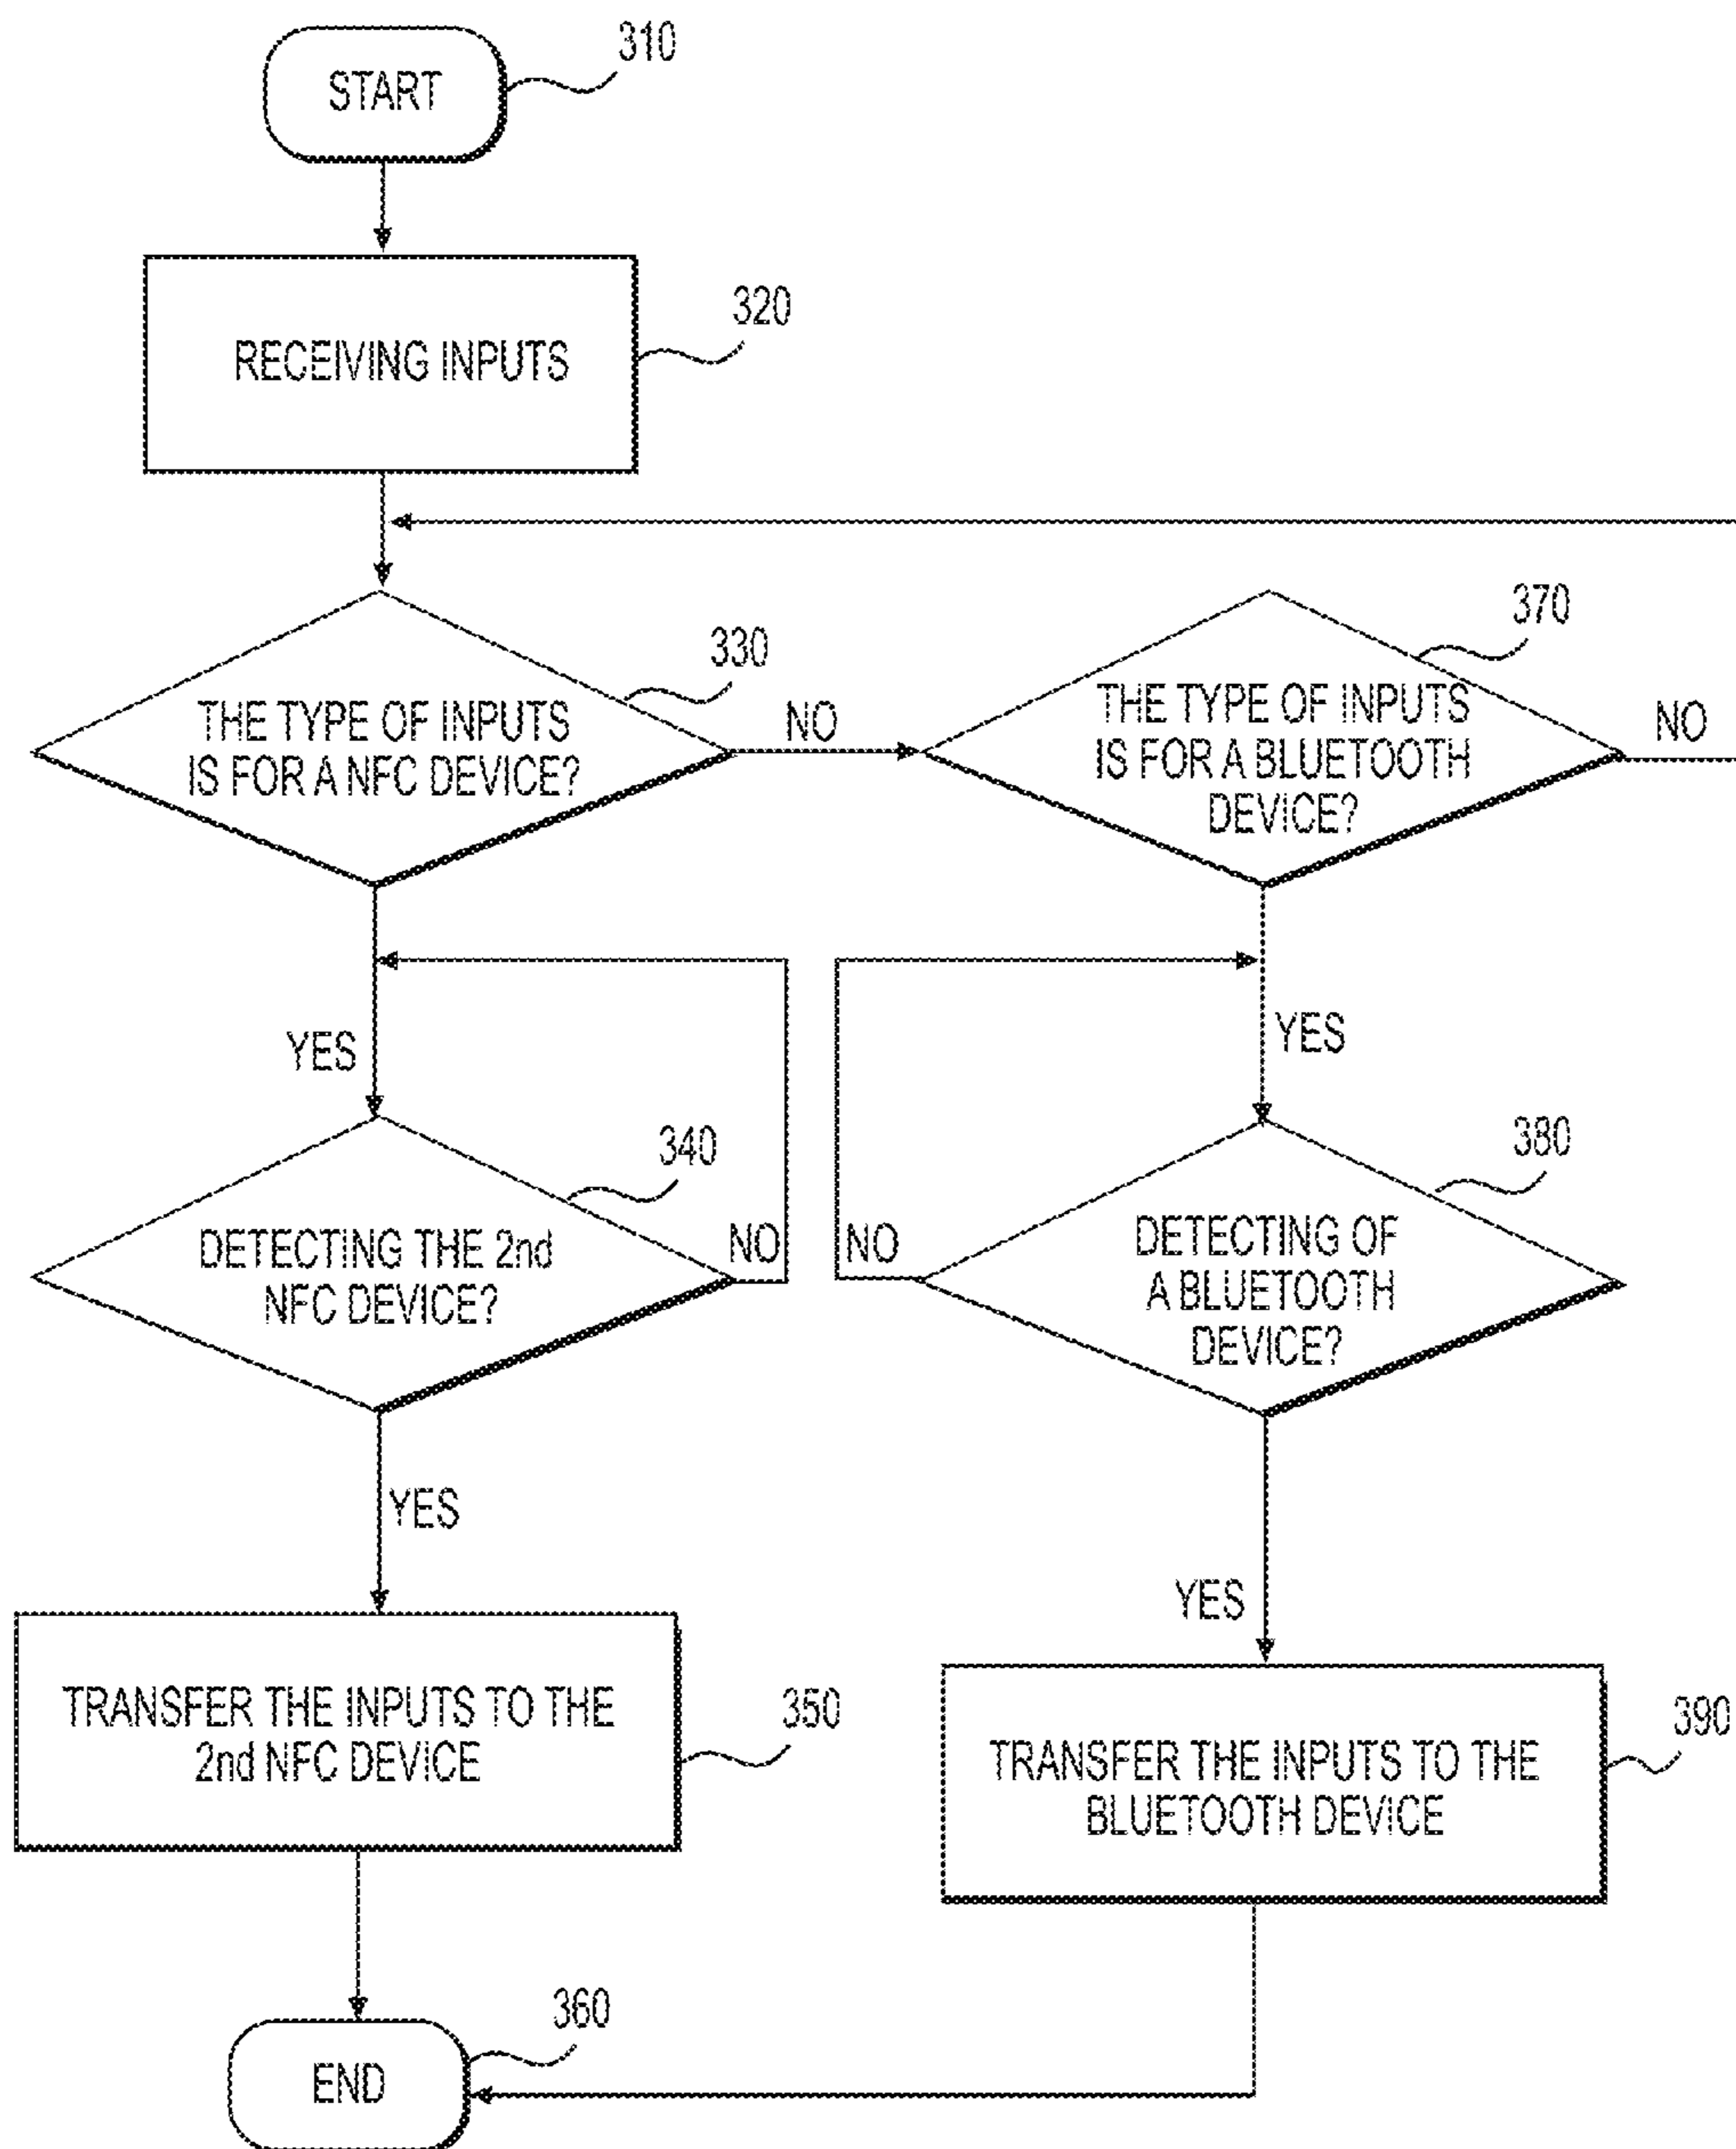 START
310
RECEIVING INPUTS
320
THE TYPE OF INPUTS
IS FOR A NFC DEVICE?
330
NO
THE TYPE OF INPUTS
IS FOR A BLUETOOTH
DEVICE?
370
NO
YES
YES
DETECTING THE 2nd
NFC DEVICE?
340
NO
NO
DETECTING OF
A BLUETOOTH
DEVICE?
380
YES
YES
TRANSFER THE INPUTS TO THE
2nd NFC DEVICE
350
TRANSFER THE INPUTS TO THE
BLUETOOTH DEVICE
390
END
360